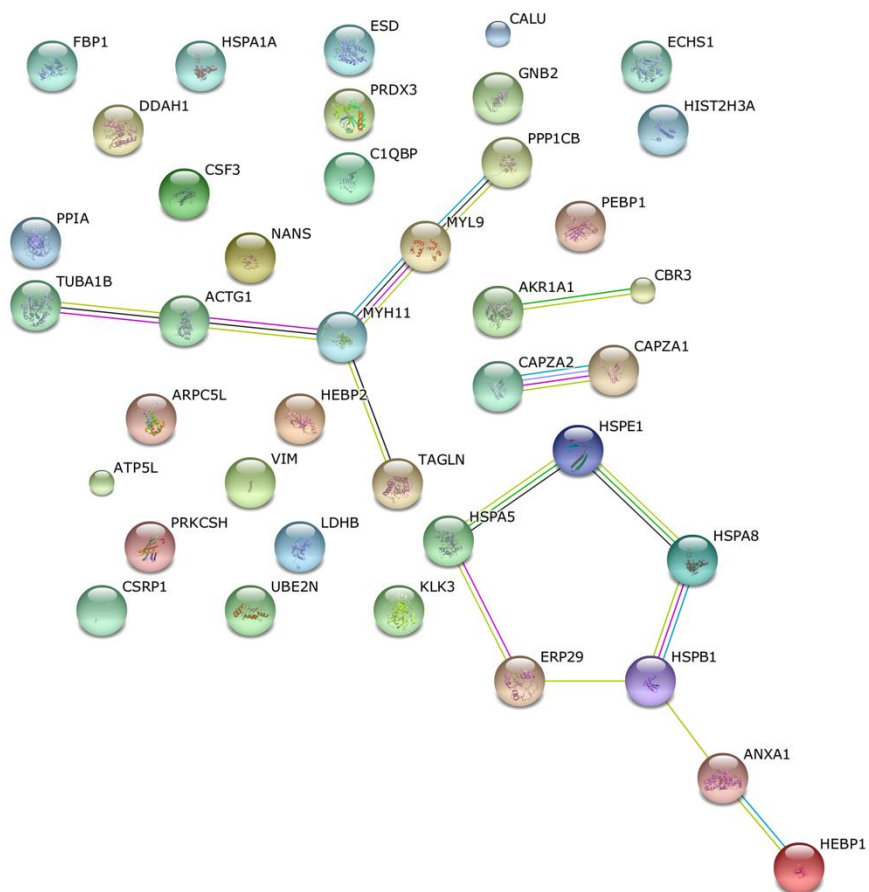 FBP1
HSPA1A
ESD
CALU
ECHS1
DDAH1
PRDX3
GNB2
HIST2H3A
CSF3
C1QBP
PPP1CB
PPIA
NANS
MYL9
PEBP1
TUBA1B
ACTG1
MYH11
AKR1A1
CBR3
CAPZA2
CAPZA1
ARPC5L
HEBP2
HSPE1
ATP5L
VIM
TAGLN
HSPA5
HSPA8
PRKCSH
LDHB
CSRP1
UBE2N
KLK3
ERP29
HSPB1
ANXA1
HEBP1